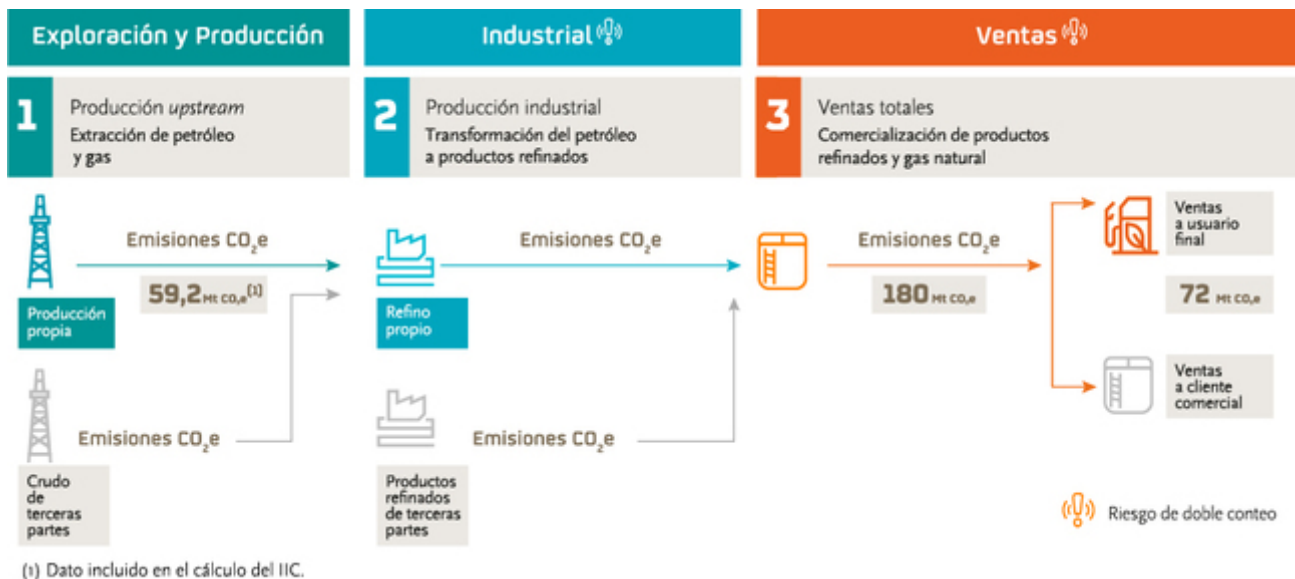 Exploración y Producción
Industrial
Ventas
1
Producción upstream
Extracción de petróleo
y gas
2
Producción industrial
Transformación del petróleo
a productos refinados
3
Ventas totales
Comercialización de productos
refinados y gas natural
Emisiones CO₂e
59,2 Mt CO₂e(1)
Producción
propia
Emisiones CO₂e
Crudo
de
terceras
partes
Emisiones CO₂e
Refino
propio
Emisiones CO₂e
Productos
refinados
de terceras
partes
Emisiones CO₂e
180 Mt CO₂e
Ventas
a usuario
final
72 Mt CO₂e
Ventas
a cliente
comercial
Riesgo de doble conteo
(1) Dato incluido en el cálculo del IIC.